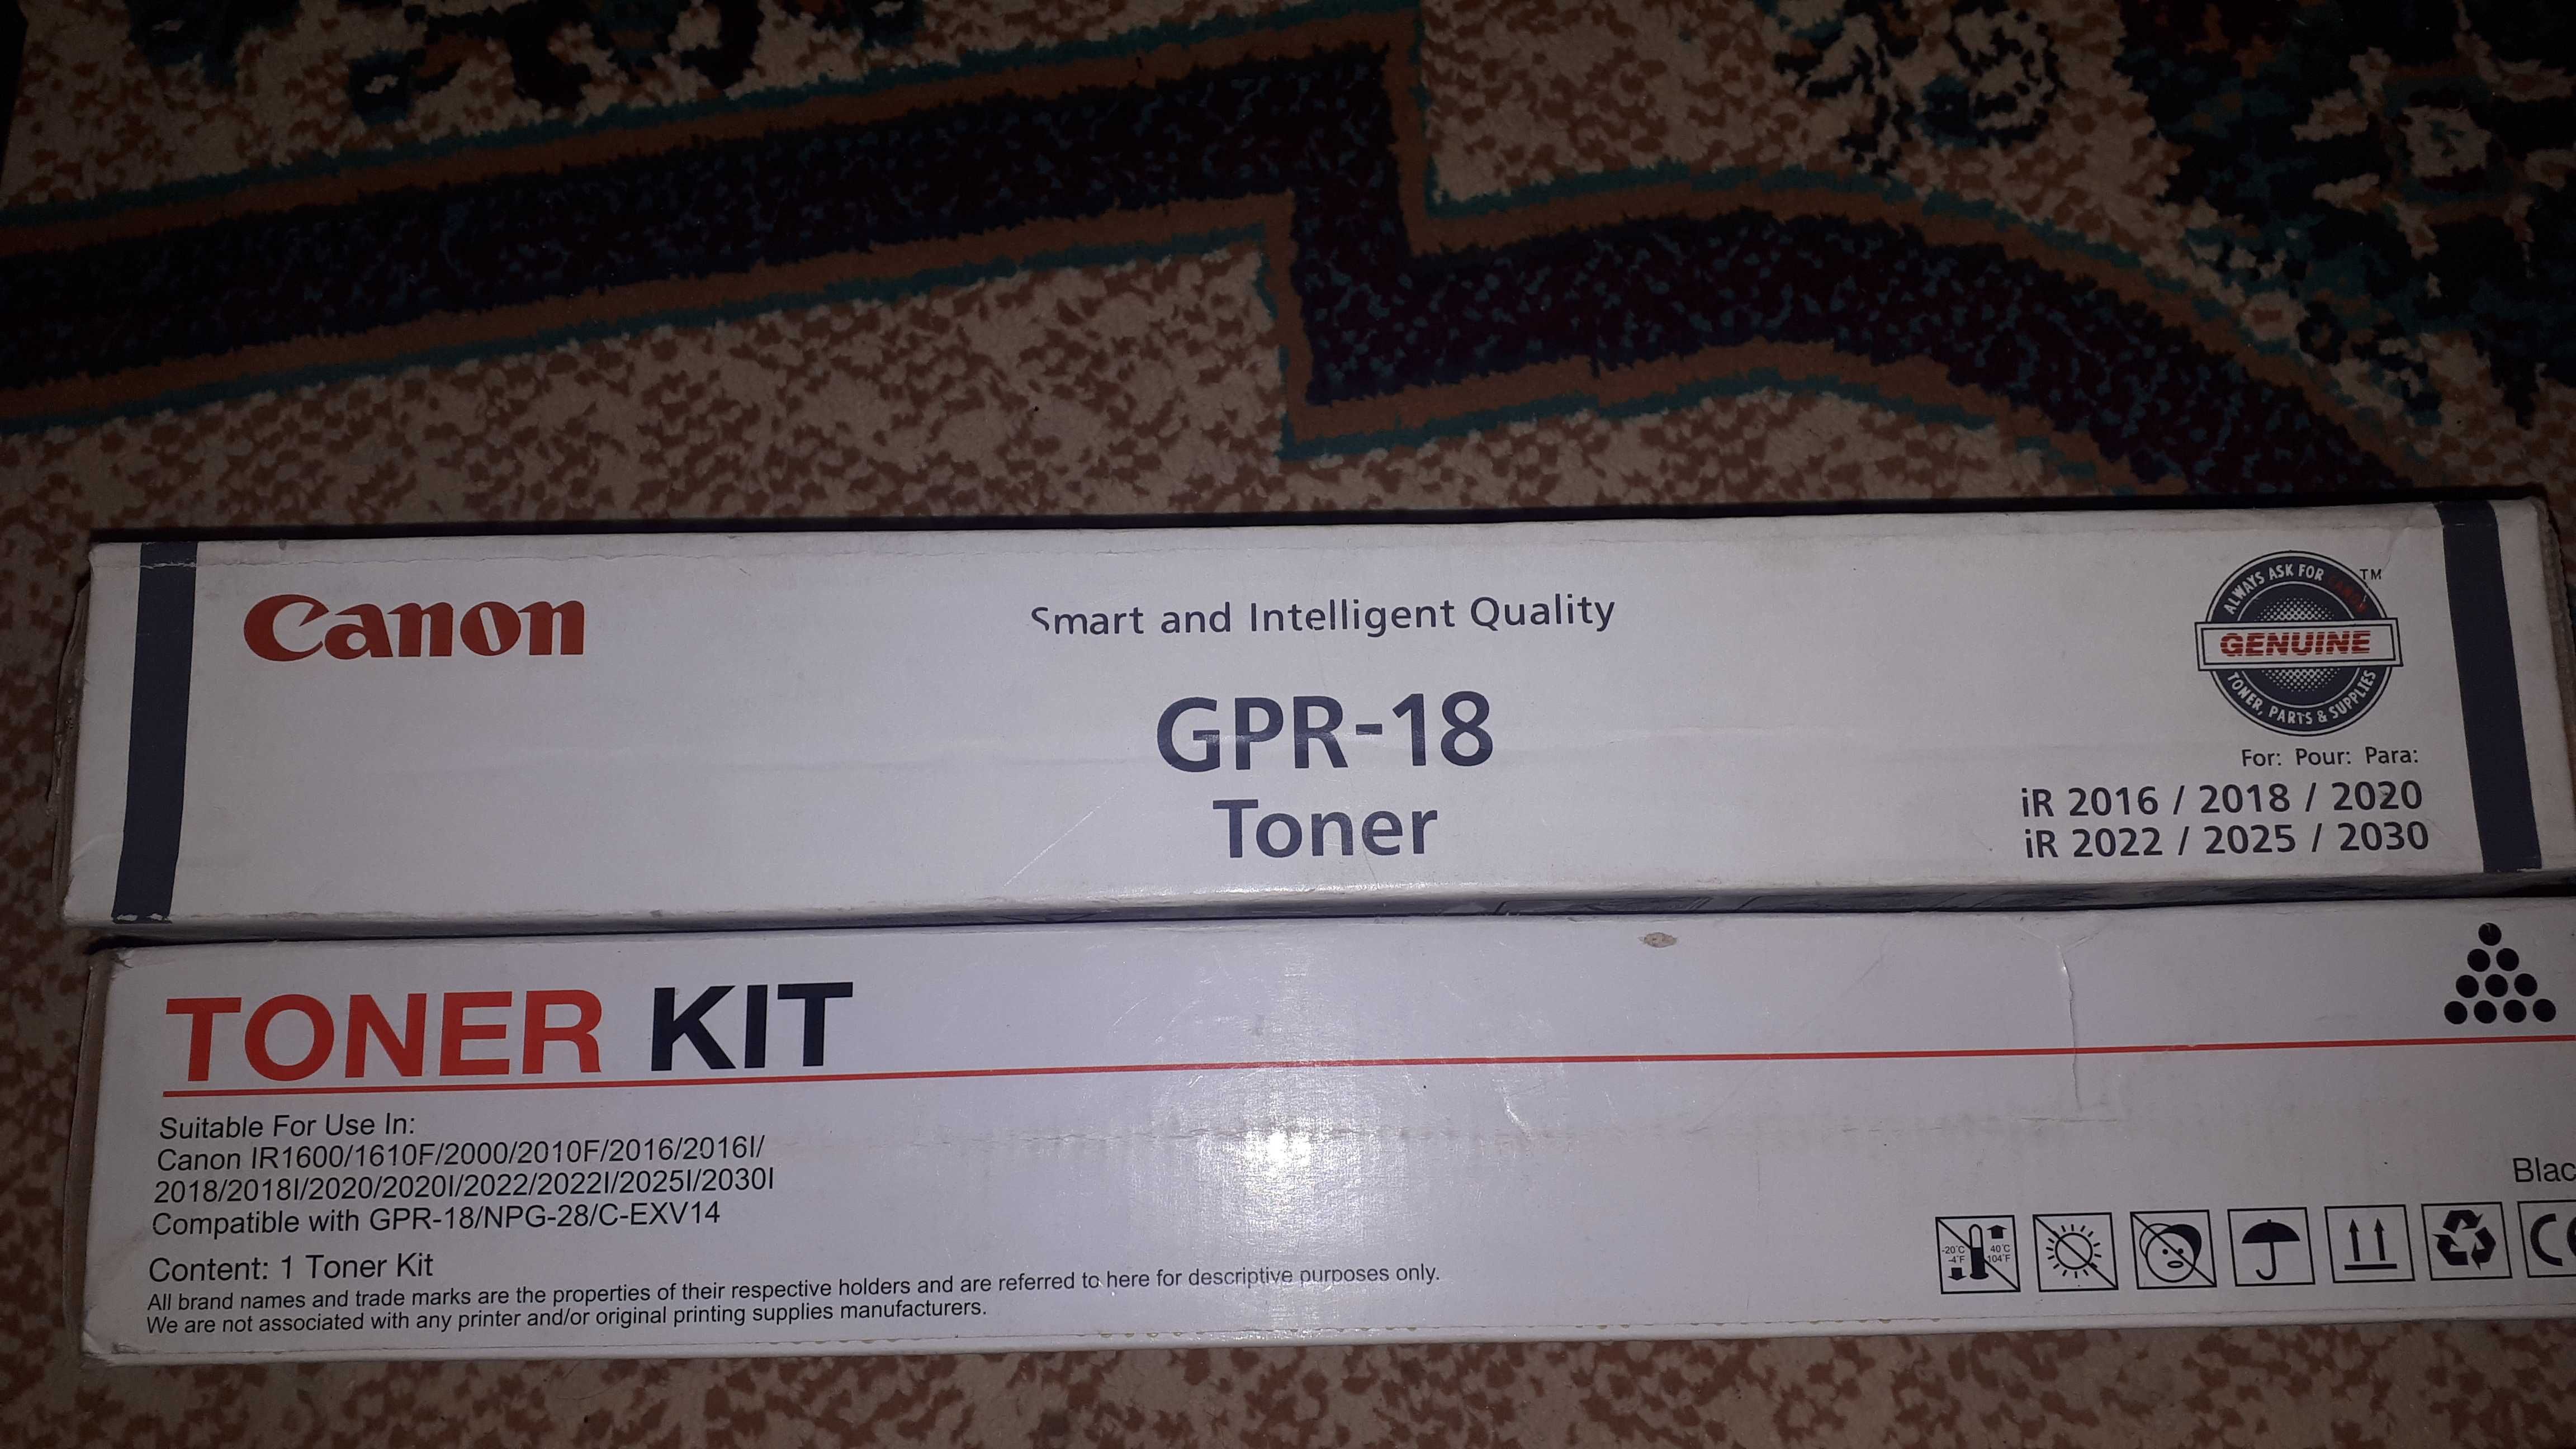 Canon
Smart and Intelligent Quality
GPR-18
Toner
ALWAYS ASK FOR CANON
TM
GENUINE
TONER, PARTS & SUPPLIES
For: Pour: Para:
iR 2016 / 2018 / 2020
iR 2022 / 2025 / 2030
TONER KIT
Suitable For Use In:
Canon IR1600/1610F/2000/2010F/2016/2016I/
2018/2018I/2020/2020I/2022/2022I/2025I/2030I
Compatible with GPR-18/NPG-28/C-EXV14
Content: 1 Toner Kit
All brand names and trade marks are the properties of their respective holders and are referred to here for descriptive purposes only.
We are not associated with any printer and/or original printing supplies manufacturers.
Blac
-20°C 40°C
-4°F 104°F
CE